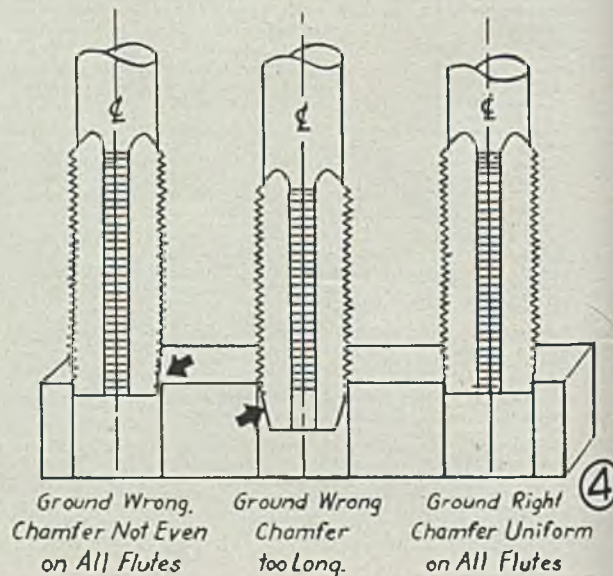 ℄
℄
℄
Ground Wrong.
Chamfer Not Even
on All Flutes
Ground Wrong
Chamfer
too Long.
Ground Right
Chamfer Uniform
on All Flutes
4